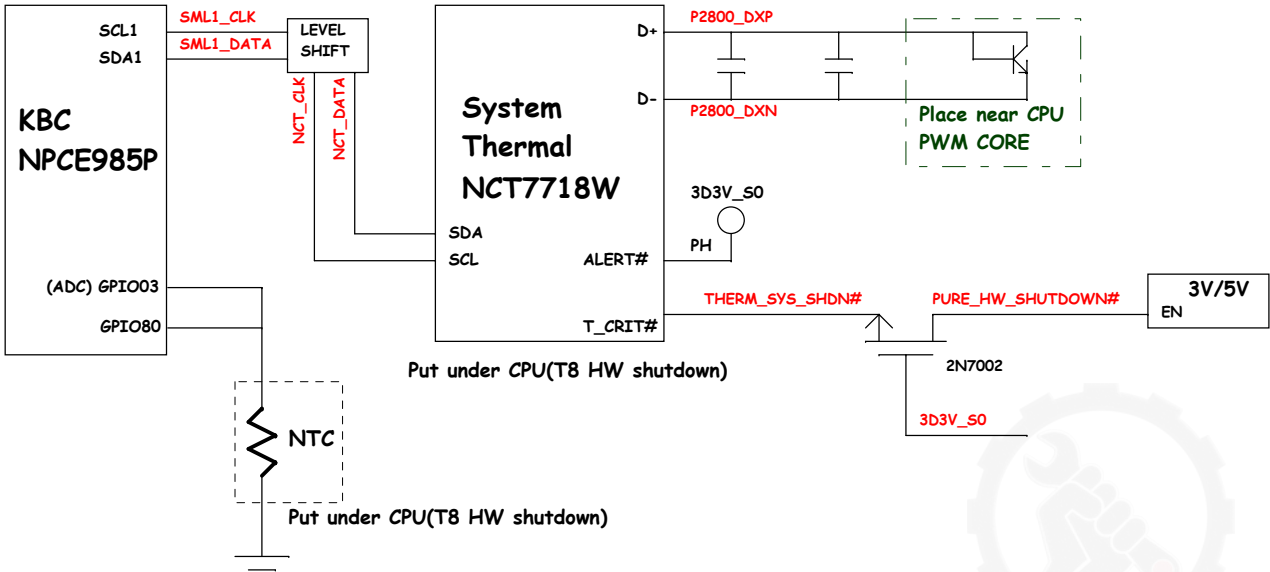 SCL1
SDA1
KBC
NPCE985P
(ADC) GPIO03
GPIO80
SML1_CLK
SML1_DATA
LEVEL
SHIFT
NCT_CLK
NCT_DATA
System
Thermal
NCT7718W
D+
D-
SDA
SCL
ALERT#
T_CRIT#
P2800_DXP
P2800_DXN
Place near CPU
PWM CORE
3D3V_S0
PH
THERM_SYS_SHDN#
PURE_HW_SHUTDOWN#
3V/5V
EN
2N7002
3D3V_S0
Put under CPU(T8 HW shutdown)
NTC
Put under CPU(T8 HW shutdown)